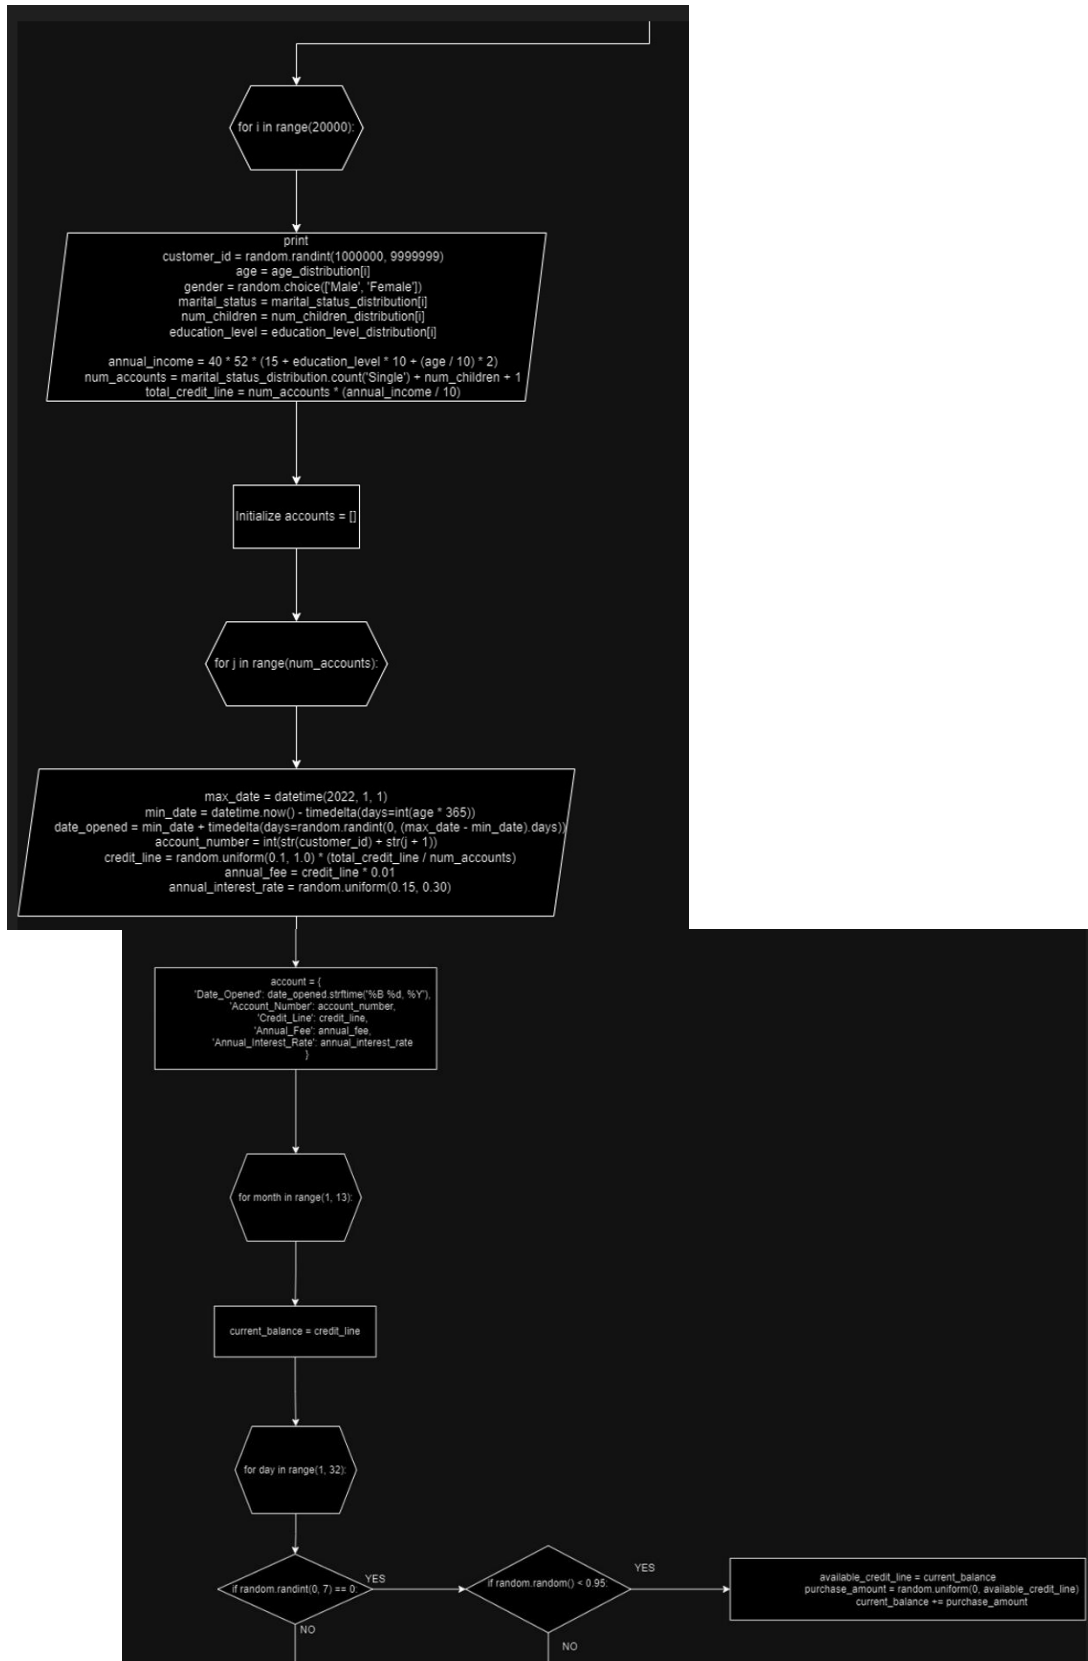 for i in range(20000):
print
customer_id = random.randint(1000000, 9999999)
age = age_distribution[i]
gender = random.choice(['Male', 'Female'])
marital_status = marital_status_distribution[i]
num_children = num_children_distribution[i]
education_level = education_level_distribution[i]
annual_income = 40 * 52 * (15 + education_level * 10 + (age / 10) * 2)
num_accounts = marital_status_distribution.count('Single') + num_children + 1
total_credit_line = num_accounts * (annual_income / 10)
Initialize accounts = []
for j in range(num_accounts):
max_date = datetime(2022, 1, 1)
min_date = datetime.now() - timedelta(days=int(age * 365))
date_opened = min_date + timedelta(days=random.randint(0, (max_date - min_date).days))
account_number = int(str(customer_id) + str(j + 1))
credit_line = random.uniform(0.1, 1.0) * (total_credit_line / num_accounts)
annual_fee = credit_line * 0.01
annual_interest_rate = random.uniform(0.15, 0.30)
account = {
'Date_Opened': date_opened.strftime('%B %d, %Y'),
'Account_Number': account_number,
'Credit_Line': credit_line,
'Annual_Fee': annual_fee,
'Annual_Interest_Rate': annual_interest_rate
}
for month in range(1, 13):
current_balance = credit_line
for day in range(1, 32):
if random.randint(0, 7) == 0:
YES
NO
if random.random() < 0.95:
YES
NO
available_credit_line = current_balance
purchase_amount = random.uniform(0, available_credit_line)
current_balance += purchase_amount